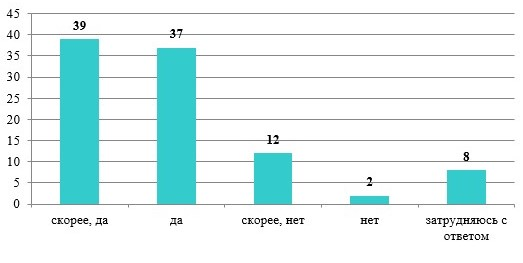 45
40
35
30
25
20
15
10
5
0
39
37
12
2
8
скорее, да
да
скорее, нет
нет
затрудняюсь с
ответом